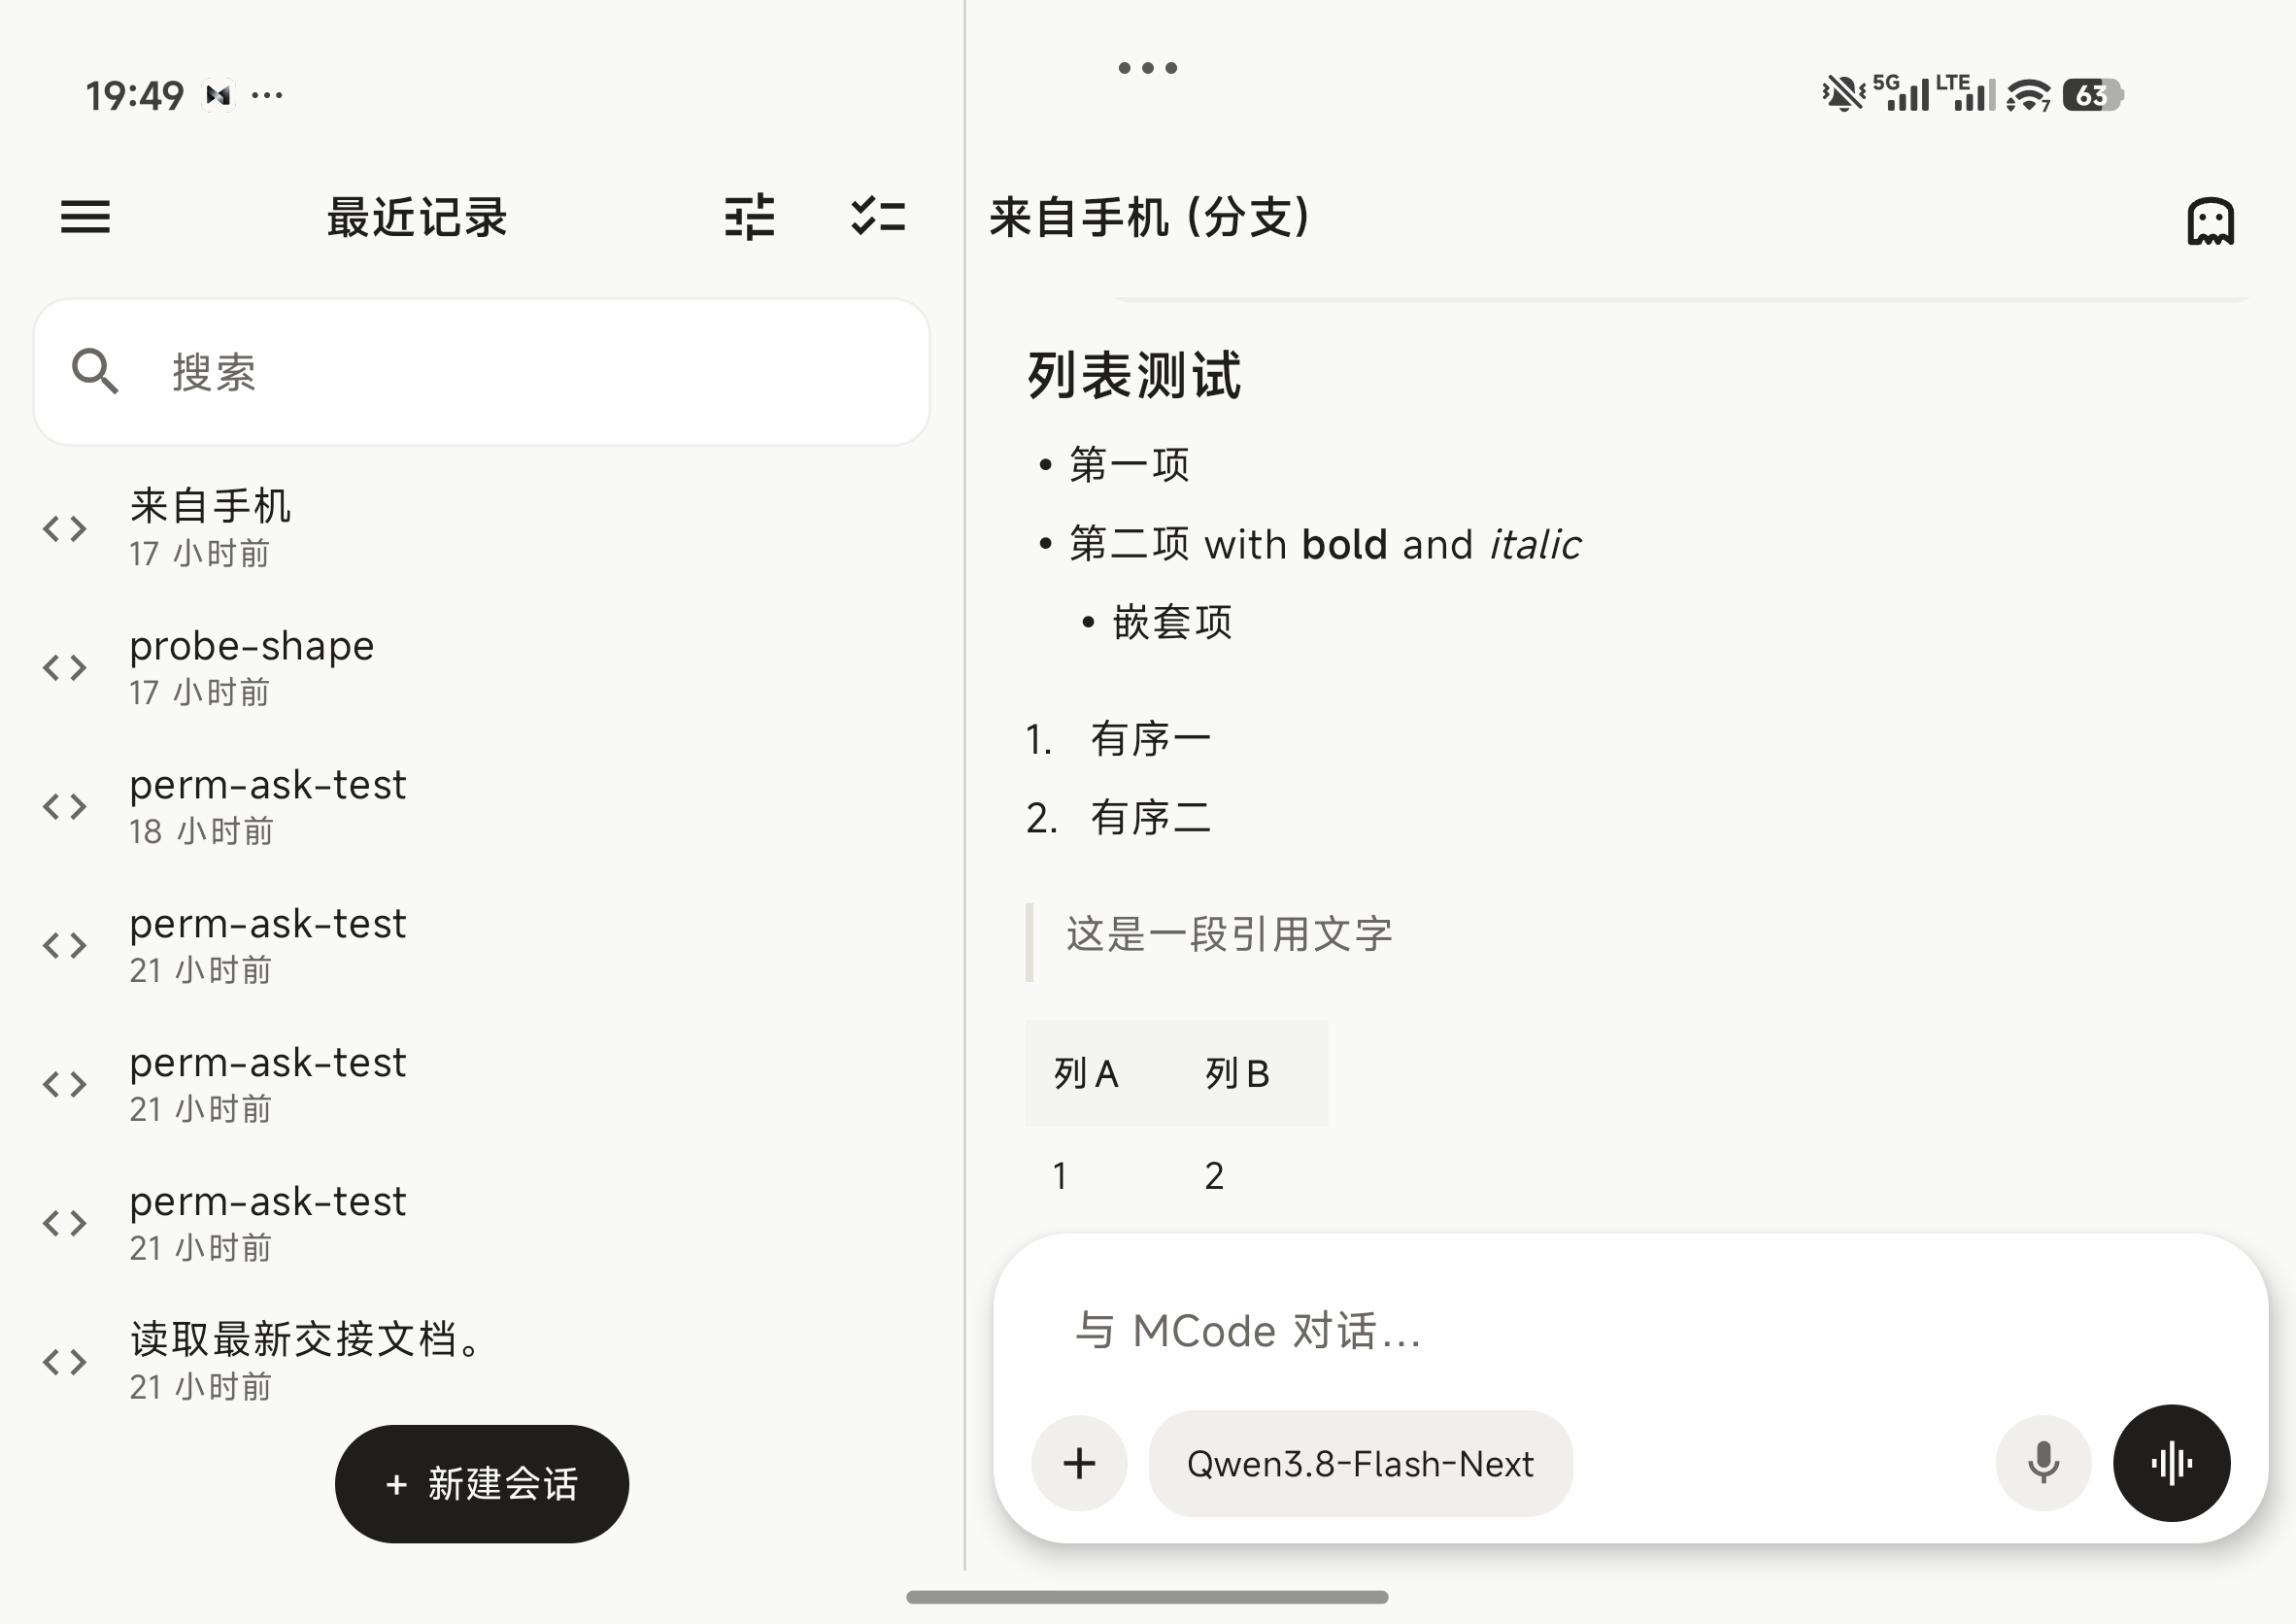 19:49
5G LTE 7 63
最近记录
搜索
来自手机
17 小时前
probe-shape
17 小时前
perm-ask-test
18 小时前
perm-ask-test
21 小时前
perm-ask-test
21 小时前
perm-ask-test
21 小时前
读取最新交接文档。
21 小时前
+ 新建会话
来自手机 (分支)
列表测试
• 第一项
• 第二项 with bold and italic
• 嵌套项
1. 有序一
2. 有序二
这是一段引用文字
列 A 列 B
1 2
与 MCode 对话...
Qwen3.8-Flash-Next